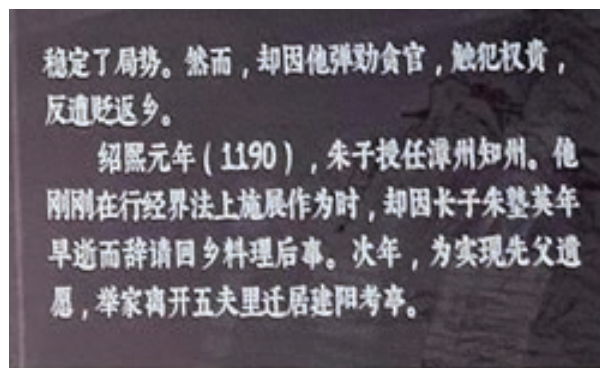 稳定了局势。然而，却因他弹劾贪官，触犯权贵，
反遭贬返乡。
绍熙元年（1190），朱子授任漳州知州。他
刚刚在行经界法上施展作为时，却因长子朱塾英年
早逝而辞请回乡料理后事。次年，为实现先父遗
愿，举家离开五夫里迁居建阳考亭。